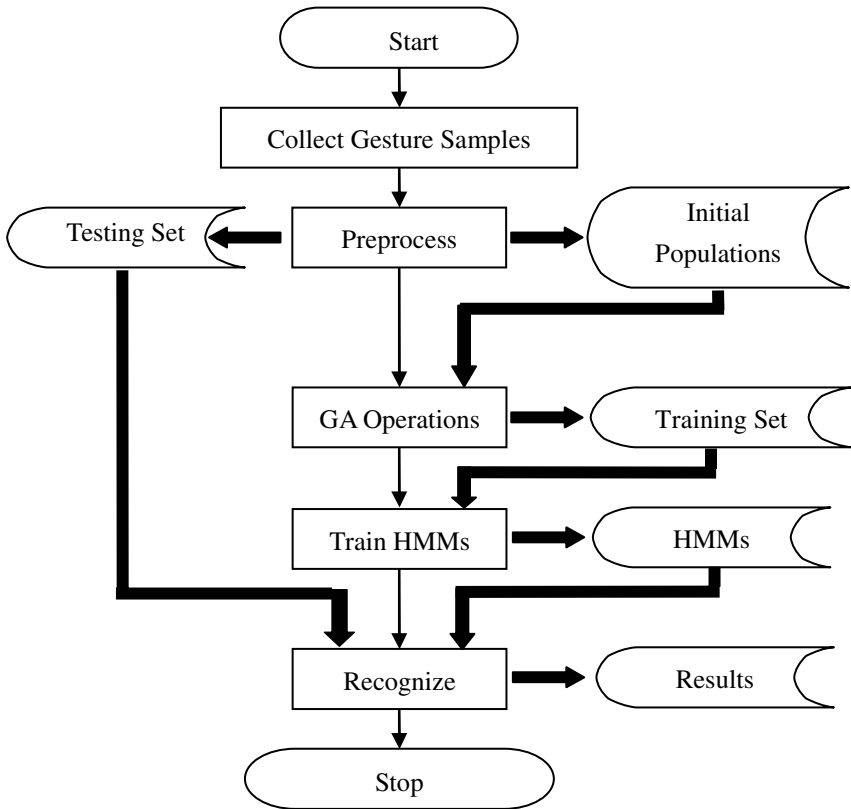 Start
Collect Gesture Samples
Testing Set
Preprocess
Initial
Populations
GA Operations
Training Set
Train HMMs
HMMs
Recognize
Results
Stop